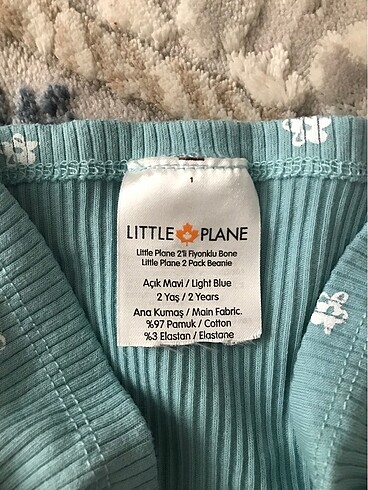 1
LITTLE PLANE
Little Plane 2'li Fiyonklu Bone
Little Plane 2 Pack Beanie
Açık Mavi / Light Blue
2 Yaş / 2 Years
Ana Kumaş / Main Fabric.
%97 Pamuk / Cotton
%3 Elastan / Elastane